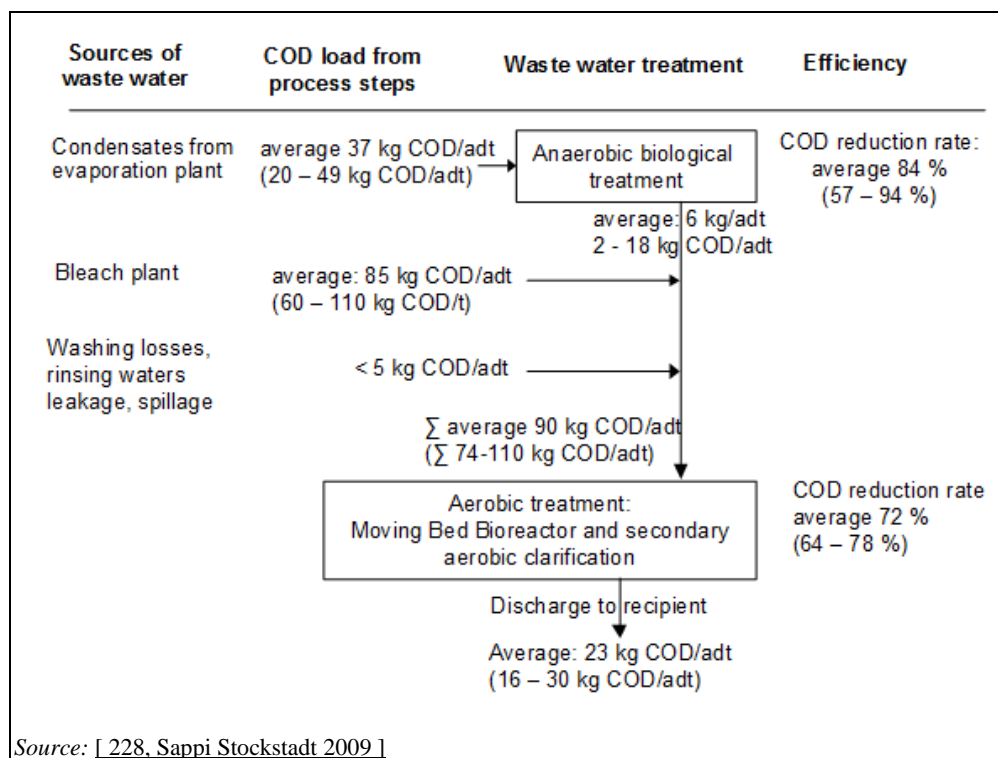 Sources of
waste water
COD load from
process steps
Waste water treatment
Efficiency
Condensates from
evaporation plant
average 37 kg COD/adt
(20 – 49 kg COD/adt)
Anaerobic biological
treatment
COD reduction rate:
average 84 %
(57 – 94 %)
average: 6 kg/adt
2 - 18 kg COD/adt
Bleach plant
average: 85 kg COD/adt
(60 – 110 kg COD/t)
Washing losses,
rinsing waters
leakage, spillage
< 5 kg COD/adt
∑ average 90 kg COD/adt
(∑ 74-110 kg COD/adt)
Aerobic treatment:
Moving Bed Bioreactor and secondary
aerobic clarification
COD reduction rate
average 72 %
(64 – 78 %)
Discharge to recipient
Average: 23 kg COD/adt
(16 – 30 kg COD/adt)
Source: [ 228, Sappi Stockstadt 2009 ]